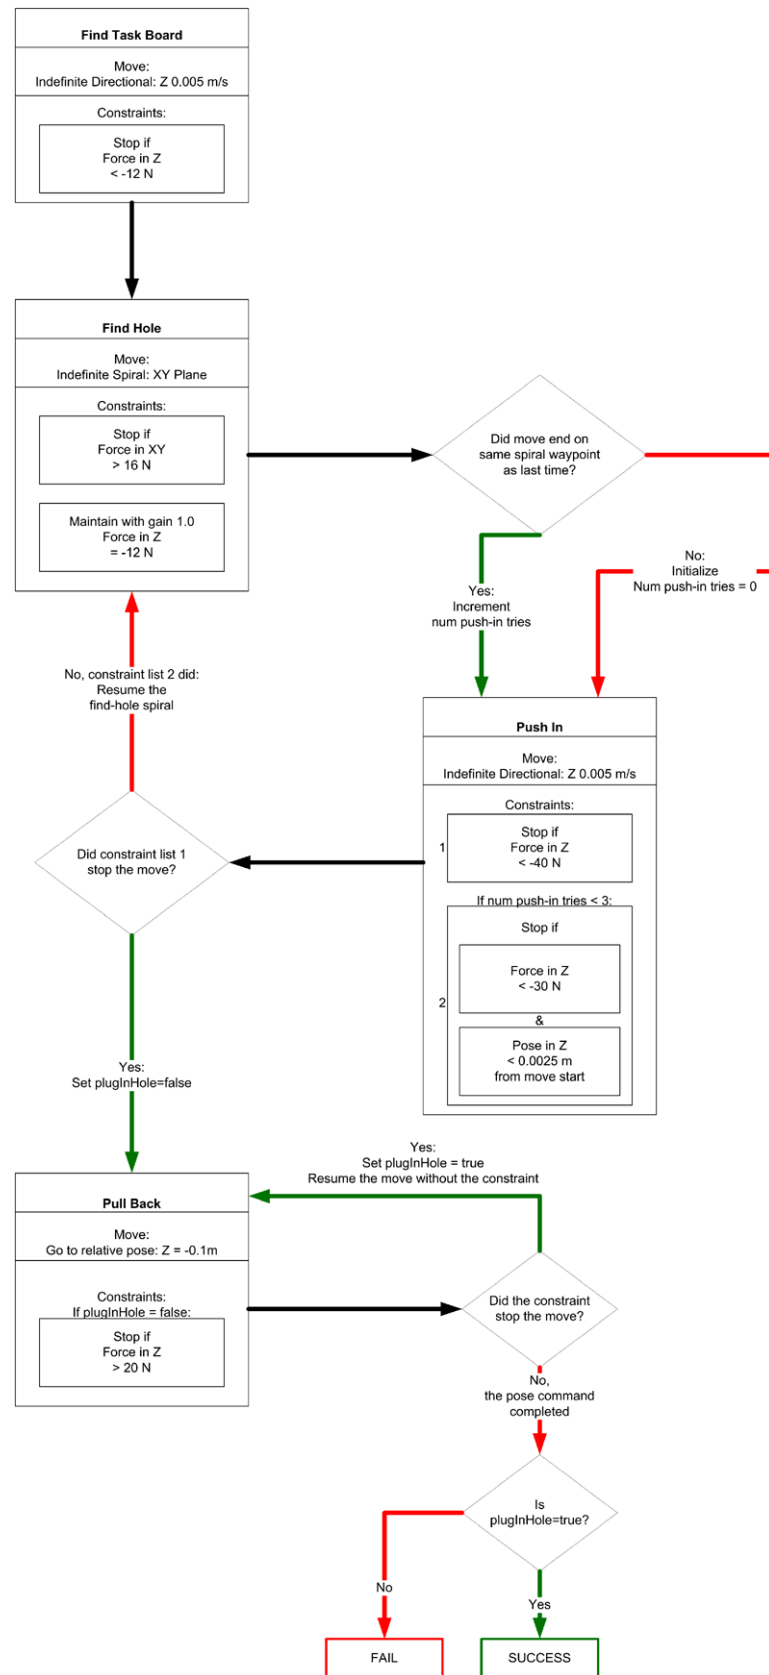 Find Task Board
Move:
Indefinite Directional: Z 0.005 m/s
Constraints:
Stop if
Force in Z
< -12 N
Find Hole
Move:
Indefinite Spiral: XY Plane
Constraints:
Stop if
Force in XY
> 16 N
Maintain with gain 1.0
Force in Z
= -12 N
Did move end on
same spiral waypoint
as last time?
No:
Initialize
Num push-in tries = 0
Yes:
Increment
num push-in tries
No, constraint list 2 did:
Resume the
find-hole spiral
Push In
Move:
Indefinite Directional: Z 0.005 m/s
Constraints:
1
Stop if
Force in Z
< -40 N
If num push-in tries < 3:
Stop if
2
Force in Z
< -30 N
&
Pose in Z
< 0.0025 m
from move start
Did constraint list 1
stop the move?
Yes:
Set plugInHole=false
Yes:
Set plugInHole = true
Resume the move without the constraint
Pull Back
Move:
Go to relative pose: Z = -0.1m
Constraints:
If plugInHole = false:
Stop if
Force in Z
> 20 N
Did the constraint
stop the move?
No,
the pose command
completed
Is
plugInHole=true?
No
Yes
FAIL
SUCCESS